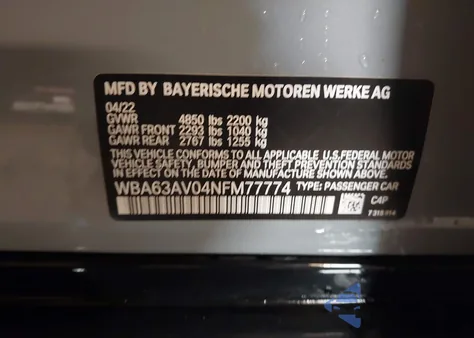 MFD BY BAYERISCHE MOTOREN WERKE AG
04/22
GVWR 4850 lbs 2200 kg
GAWR FRONT 2293 lbs 1040 kg
GAWR REAR 2767 lbs 1255 kg
THIS VEHICLE CONFORMS TO ALL APPLICABLE U.S.FEDERAL MOTOR
VEHICLE SAFETY, BUMPER, AND THEFT PREVENTION STANDARDS
IN EFFECT ON THE DATE OF MANUFACTURE SHOWN ABOVE.
WBA63AV04NFM77774 TYPE: PASSENGER CAR
C4P